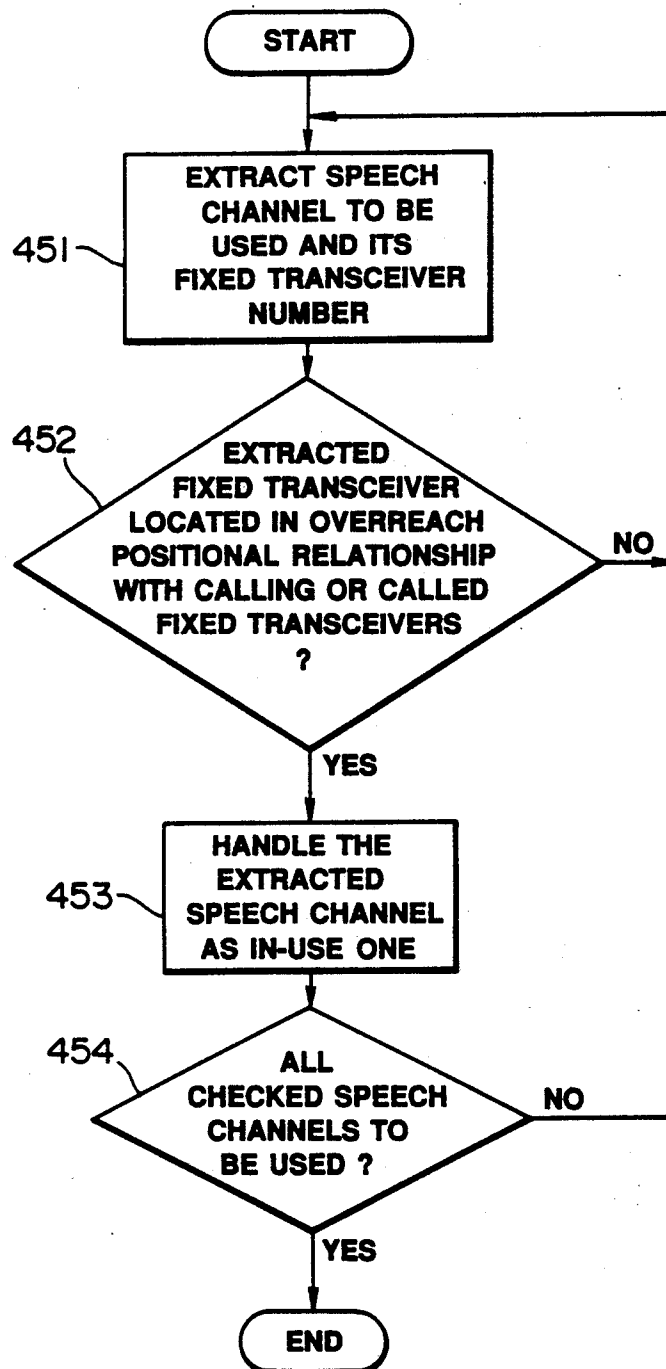 START
EXTRACT SPEECH
CHANNEL TO BE
USED AND ITS
FIXED TRANSCEIVER
NUMBER
451
452
EXTRACTED
FIXED TRANSCEIVER
LOCATED IN OVERREACH
POSITIONAL RELATIONSHIP
WITH CALLING OR CALLED
FIXED TRANSCEIVERS
?
NO
YES
HANDLE THE
EXTRACTED
SPEECH CHANNEL
AS IN-USE ONE
453
454
ALL
CHECKED SPEECH
CHANNELS TO
BE USED ?
NO
YES
END